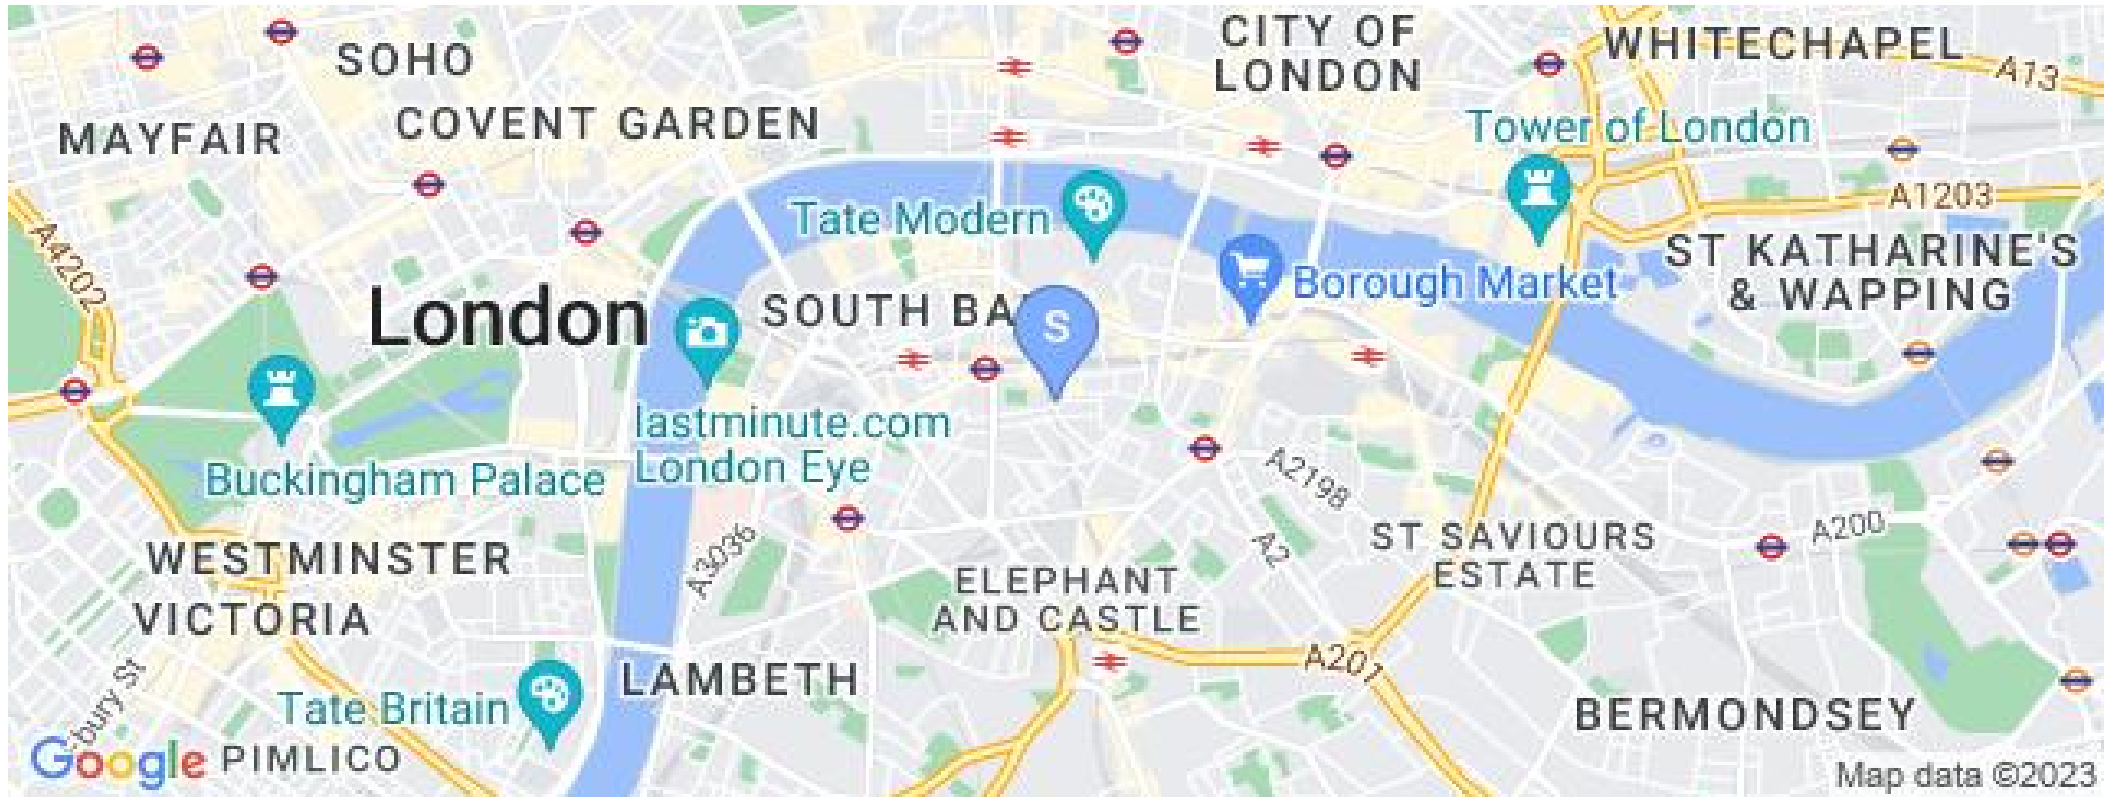 SOHO
CITY OF
LONDON
WHITECHAPEL
A13
MAYFAIR
COVENT GARDEN
Tower of London
A4202
Tate Modern
A1203
London
SOUTH BA
S
Borough Market
ST KATHARINE'S
& WAPPING
Buckingham Palace
lastminute.com
London Eye
A2198
A3036
A2
A200
WESTMINSTER
ELEPHANT
AND CASTLE
ST SAVIOURS
ESTATE
VICTORIA
A201
-bury St
Tate Britain
LAMBETH
BERMONDSEY
Google
PIMLICO
Map data ©2023